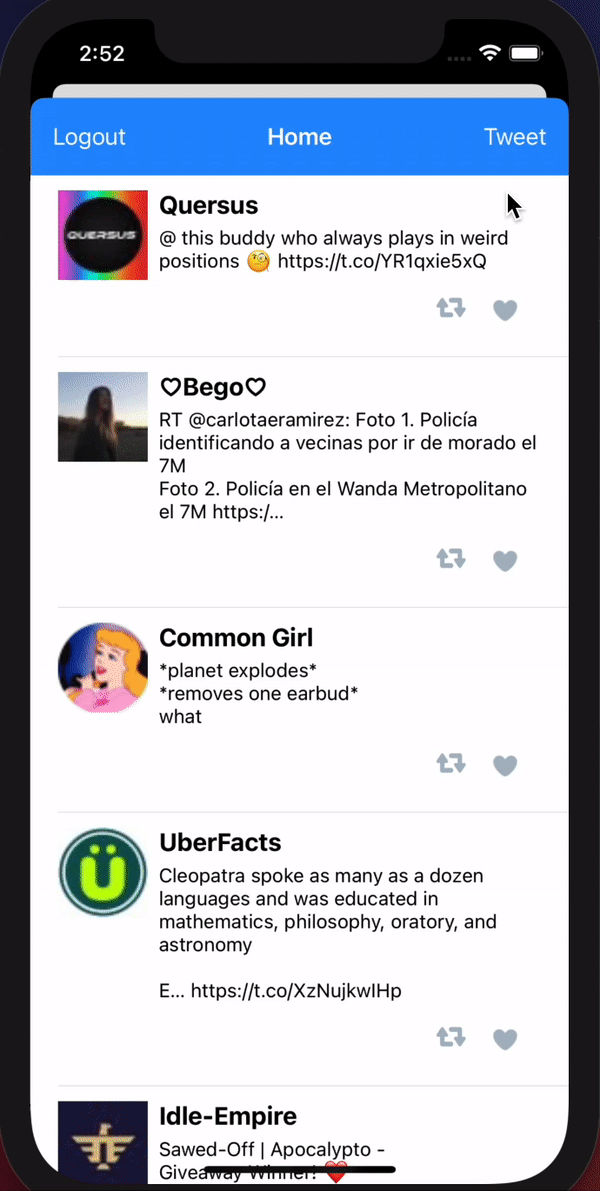 2:52
Logout Home Tweet
QUERSUS
Quersus
@ this buddy who always plays in weird
positions 🧐 https://t.co/YR1qxie5xQ
♡Bego♡
RT @carlotaeramirez: Foto 1. Policía
identificando a vecinas por ir de morado el
7M
Foto 2. Policía en el Wanda Metropolitano
el 7M https:/…
Common Girl
*planet explodes*
*removes one earbud*
what
Ü
UberFacts
Cleopatra spoke as many as a dozen
languages and was educated in
mathematics, philosophy, oratory, and
astronomy
E… https://t.co/XzNujkwIHp
Idle-Empire
Sawed-Off | Apocalypto -
Giveaway Winner! ❤️